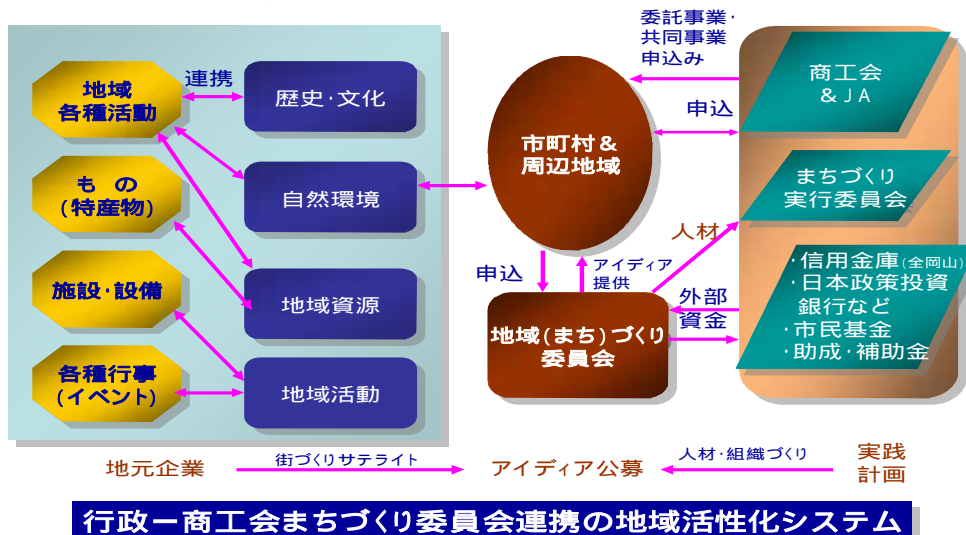 委託事業・
共同事業
申込み
地域
各種活動
連携
歴史・文化
市町村&
周辺地域
商工会
&JA
申込
もの
(特産物)
自然環境
まちづくり
実行委員会
人材
施設・設備
地域資源
申込
アイディア
提供
外部
資金
地域(まち)づくり
委員会
・信用金庫(全岡山)
・日本政策投資
銀行など
・市民基金
・助成・補助金
各種行事
(イベント)
地域活動
地元企業
街づくりサテライト
アイディア公募
人材・組織づくり
実践
計画
行政ー商工会まちづくり委員会連携の地域活性化システム